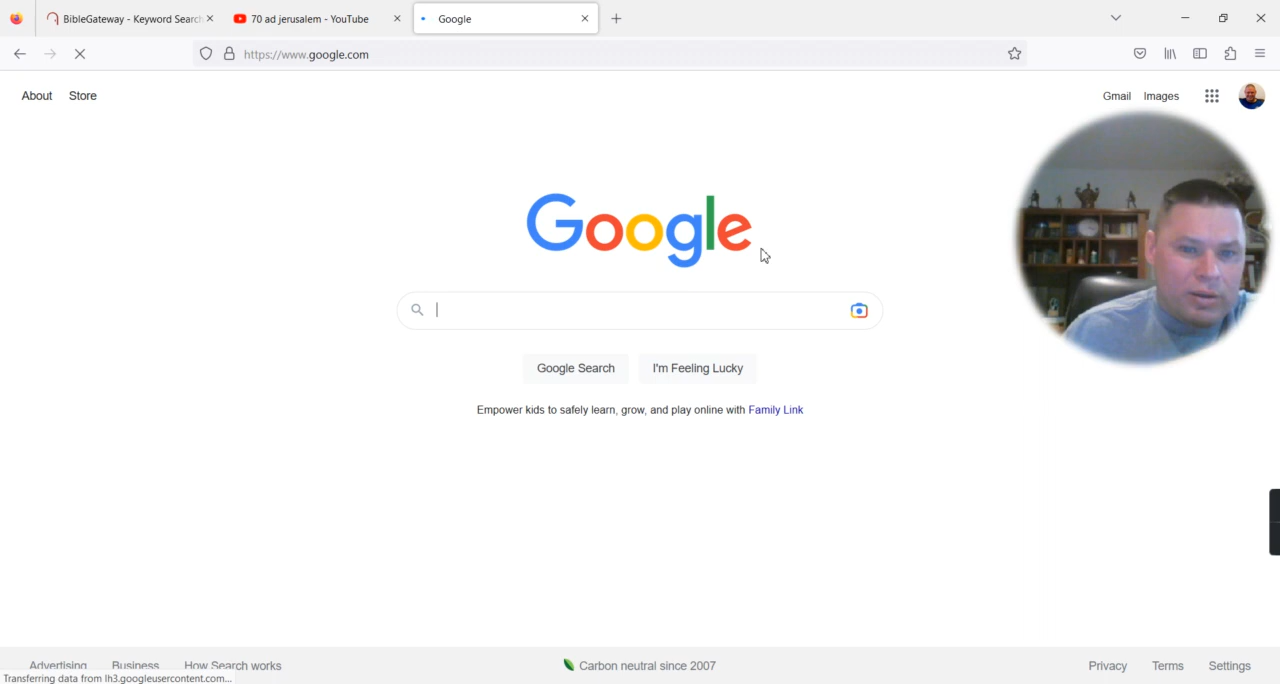 BibleGateway - Keyword Search
70 ad jerusalem - YouTube
Google
https://www.google.com
About
Store
Gmail
Images
Google
Google Search
I'm Feeling Lucky
Empower kids to safely learn, grow, and play online with Family Link
Advertising
Business
How Search works
Carbon neutral since 2007
Privacy
Terms
Settings
Transferring data from lh3.googleusercontent.com...